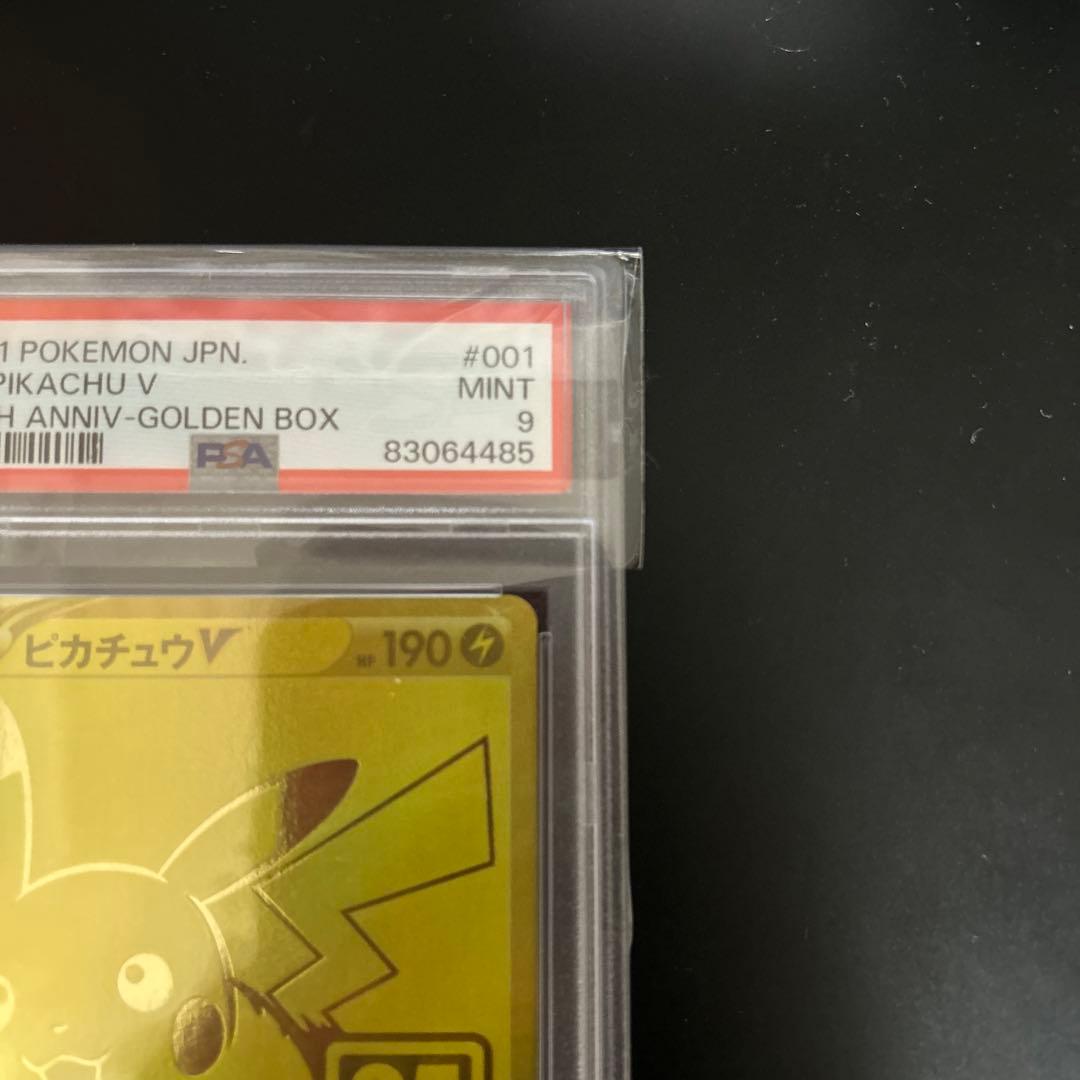 1 POKEMON JPN. #001
PIKACHU V MINT
H ANNIV-GOLDEN BOX 9
PSA 83064485
ピカチュウV HP 190